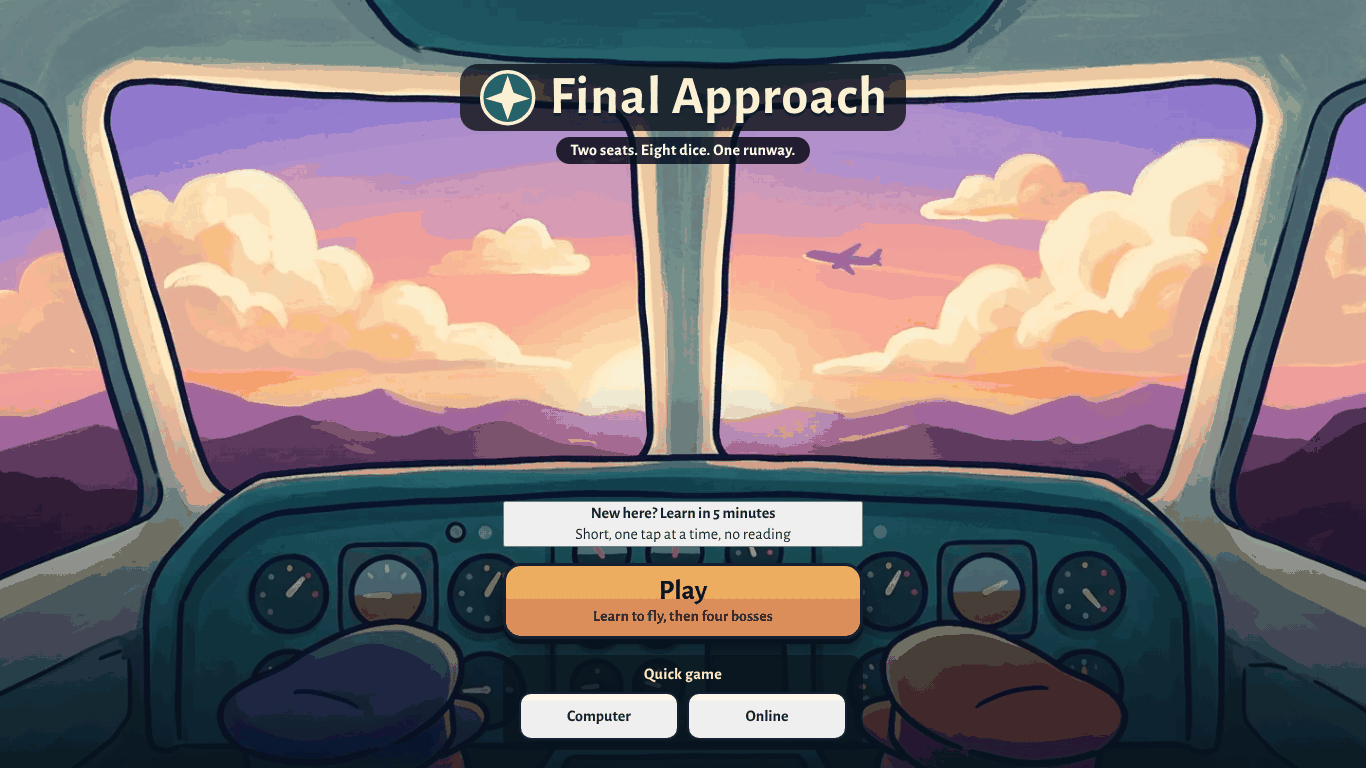 Final Approach
Two seats. Eight dice. One runway.
New here? Learn in 5 minutes
Short, one tap at a time, no reading
Play
Learn to fly, then four bosses
Quick game
Computer
Online